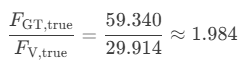 F_GT,true / F_V,true = 59.340 / 29.914 ≈ 1.984